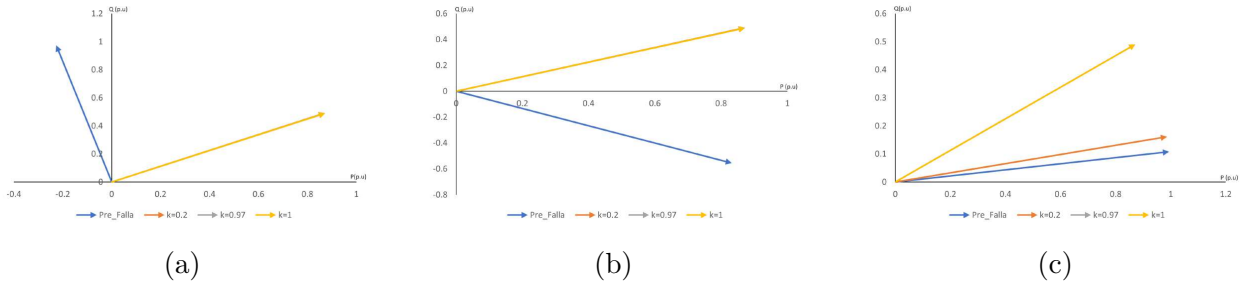 Q (p.u)
1.2
1
0.8
0.6
0.4
0.2
0
-0.4 -0.2 0 0.2 0.4 0.6 0.8 1
P(p.u)
Pre_Falla k=0.2 k=0.97 k=1
(a)
Q (p.u)
0.6
0.4
0.2
0
-0.2
-0.4
-0.6
-0.8
0 0.2 0.4 0.6 0.8 1
P (p.u)
Pre_Falla k=0.2 k=0.97 k=1
(b)
Q(p.u)
0.6
0.5
0.4
0.3
0.2
0.1
0
0 0.2 0.4 0.6 0.8 1 1.2
P (p.u)
Pre_Falla k=0.2 k=0.97 k=1
(c)